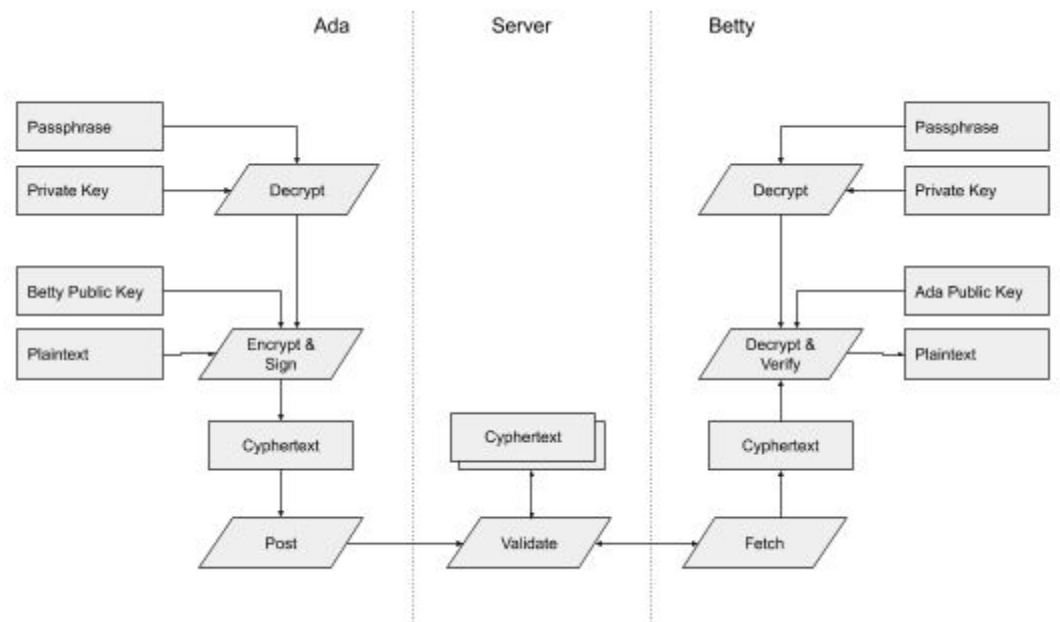 Ada
Server
Betty
Passphrase
Passphrase
Private Key
Decrypt
Decrypt
Private Key
Betty Public Key
Ada Public Key
Plaintext
Encrypt &
Sign
Decrypt &
Verify
Plaintext
Cyphertext
Cyphertext
Cyphertext
Post
Validate
Fetch